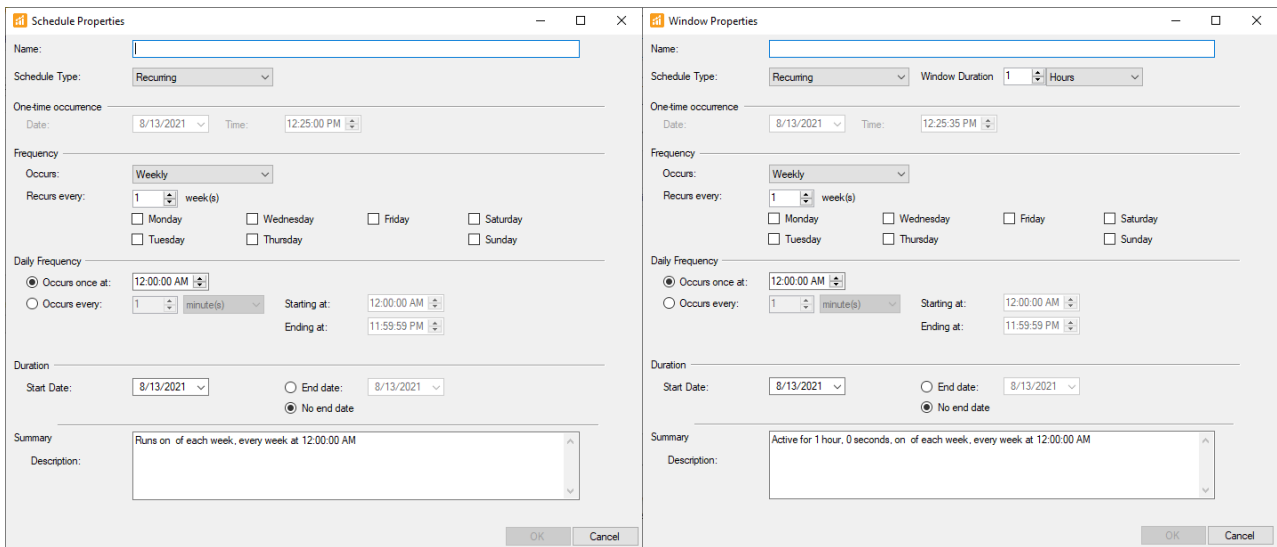 Schedule Properties
Name:
Schedule Type: Recurring
One-time occurrence
Date: 8/13/2021 Time: 12:25:00 PM
Frequency
Occurs: Weekly
Recurs every: 1 week(s)
Monday Wednesday Friday Saturday
Tuesday Thursday Sunday
Daily Frequency
Occurs once at: 12:00:00 AM
Occurs every: 1 minute(s) Starting at: 12:00:00 AM
Ending at: 11:59:59 PM
Duration
Start Date: 8/13/2021 End date: 8/13/2021
No end date
Summary
Description: Runs on of each week, every week at 12:00:00 AM
OK Cancel
Window Properties
Name:
Schedule Type: Recurring Window Duration 1 Hours
One-time occurrence
Date: 8/13/2021 Time: 12:25:35 PM
Frequency
Occurs: Weekly
Recurs every: 1 week(s)
Monday Wednesday Friday Saturday
Tuesday Thursday Sunday
Daily Frequency
Occurs once at: 12:00:00 AM
Occurs every: 1 minute(s) Starting at: 12:00:00 AM
Ending at: 11:59:59 PM
Duration
Start Date: 8/13/2021 End date: 8/13/2021
No end date
Summary
Description: Active for 1 hour, 0 seconds, on of each week, every week at 12:00:00 AM
OK Cancel